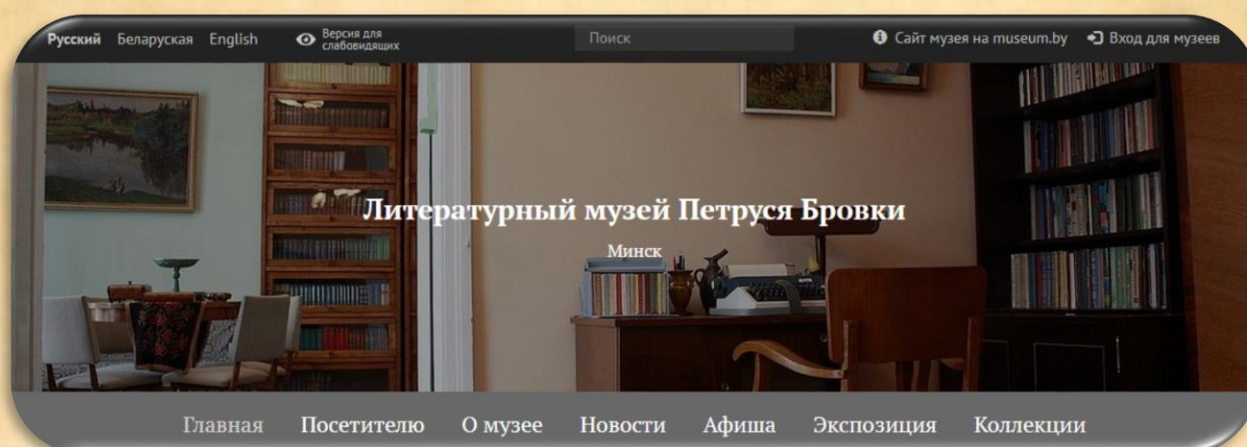 Русский Беларуская English Версия для слабовидящих Поиск Сайт музея на museum.by Вход для музеев
Литературный музей Петруся Бровки
Минск
Главная Посетителю О музее Новости Афиша Экспозиция Коллекции